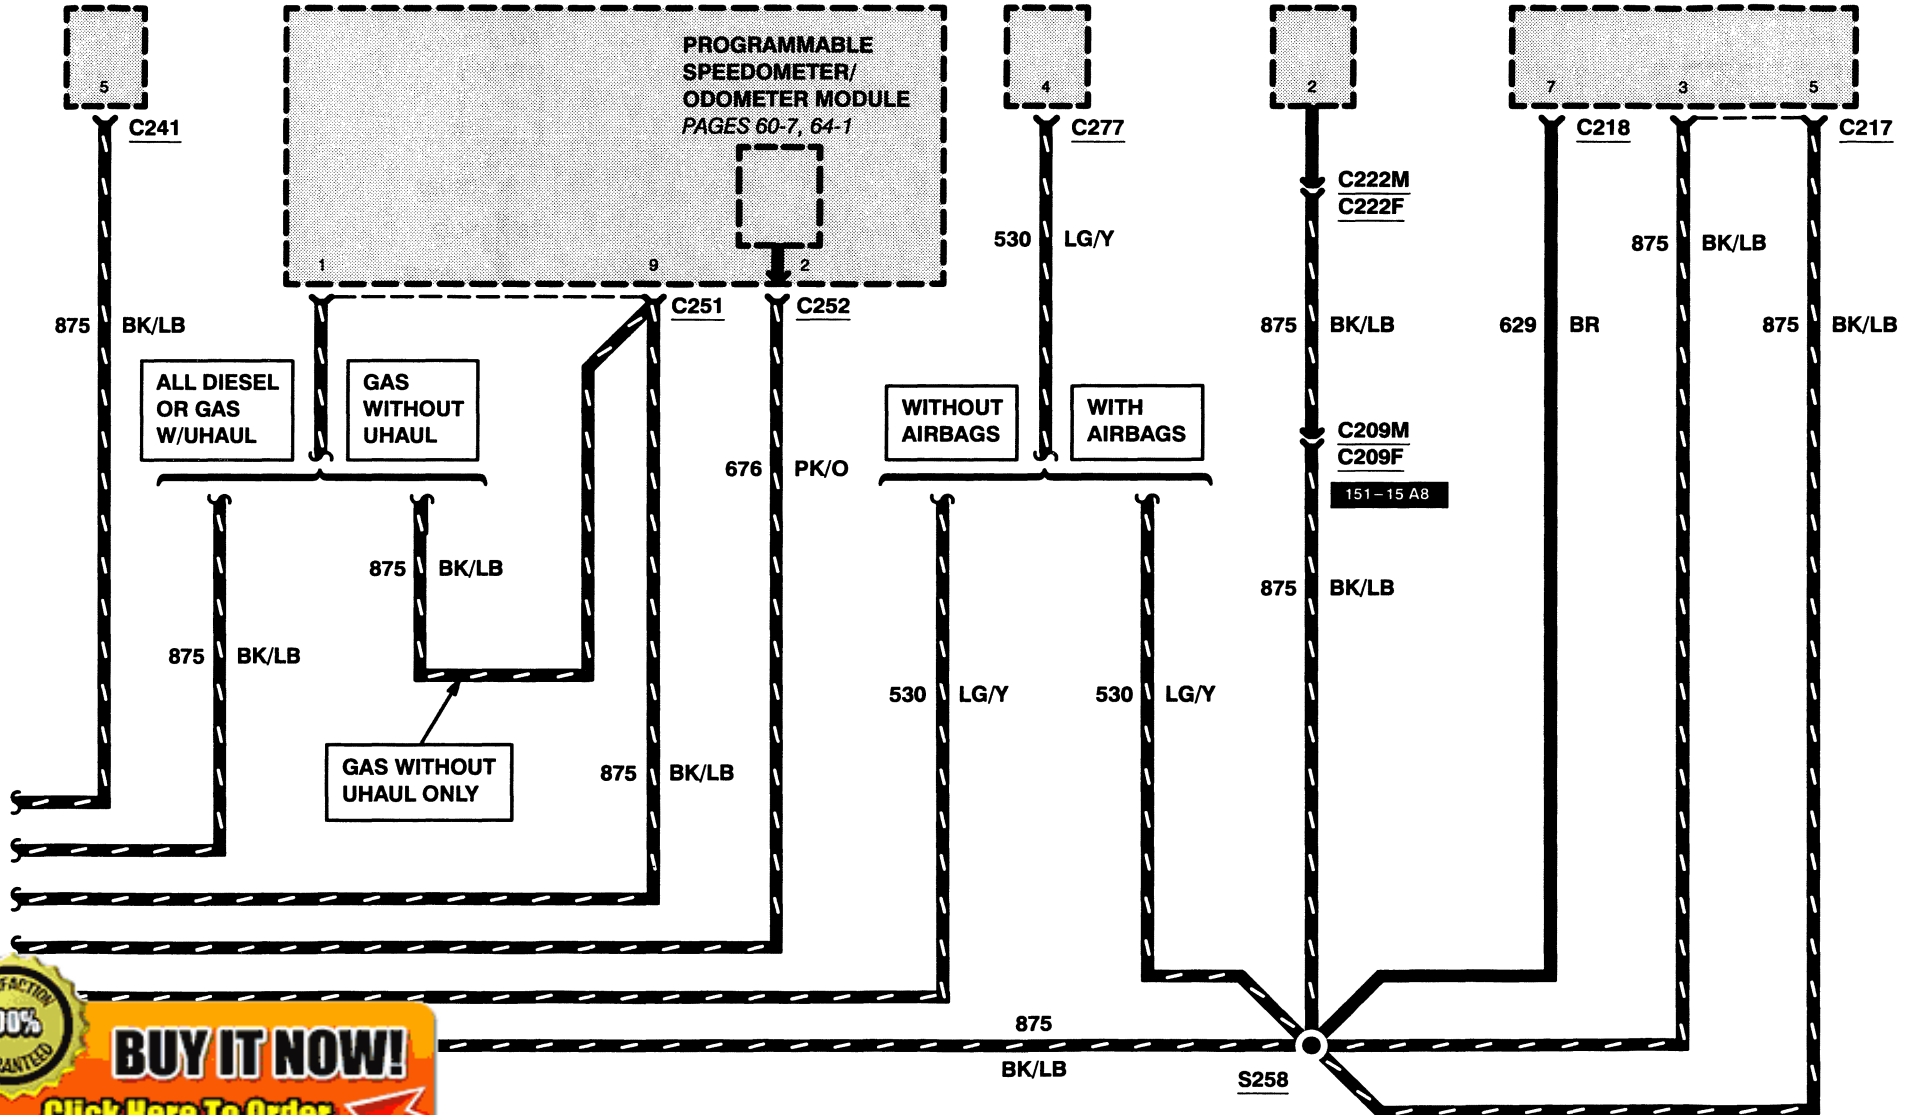 PROGRAMMABLE
SPEEDOMETER/
ODOMETER MODULE
PAGES 60-7, 64-1
5
4
2
7
3
5
C241
C277
C218
C217
C222M
C222F
530 LG/Y
875 BK/LB
1
9
2
C251
C252
875 BK/LB
875 BK/LB
629 BR
875 BK/LB
ALL DIESEL
OR GAS
W/UHAUL
GAS
WITHOUT
UHAUL
WITHOUT
AIRBAGS
WITH
AIRBAGS
C209M
C209F
151-15 A8
676 PK/O
875 BK/LB
875 BK/LB
875 BK/LB
530 LG/Y
530 LG/Y
GAS WITHOUT
UHAUL ONLY
875 BK/LB
875
BK/LB
S258
BUY IT NOW!
Click Here To Order